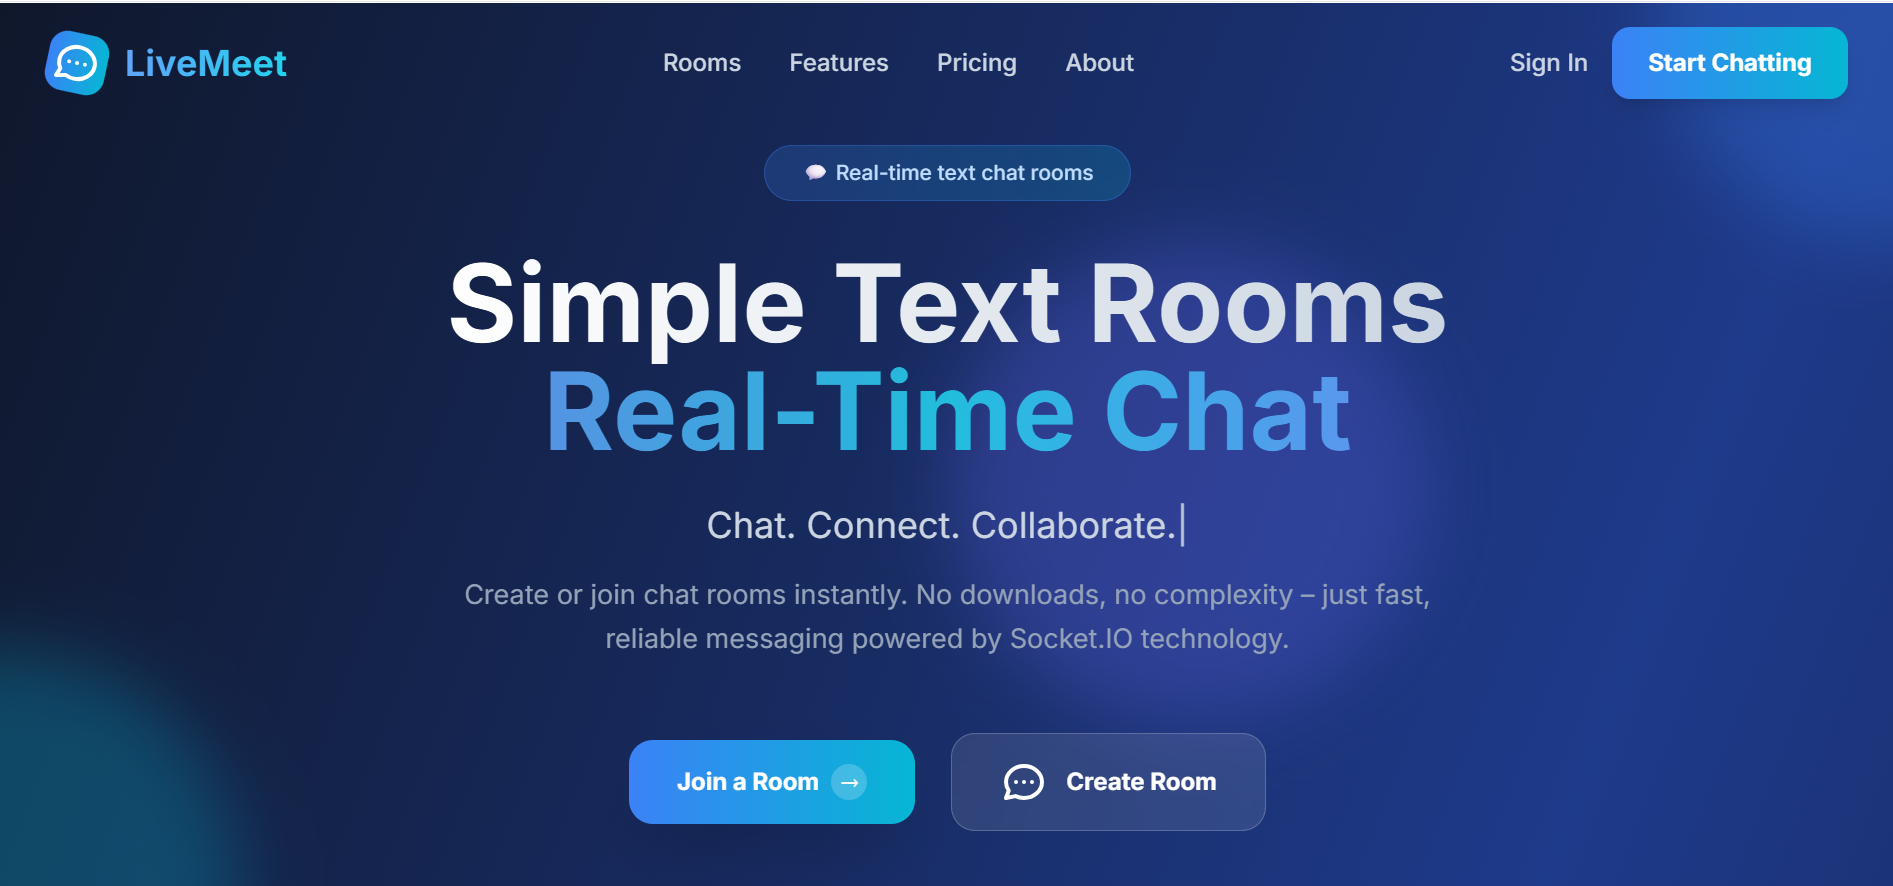 LiveMeet
Rooms
Features
Pricing
About
Sign In
Start Chatting
Real-time text chat rooms
Simple Text Rooms
Real-Time Chat
Chat. Connect. Collaborate.
Create or join chat rooms instantly. No downloads, no complexity – just fast,
reliable messaging powered by Socket.IO technology.
Join a Room →
Create Room